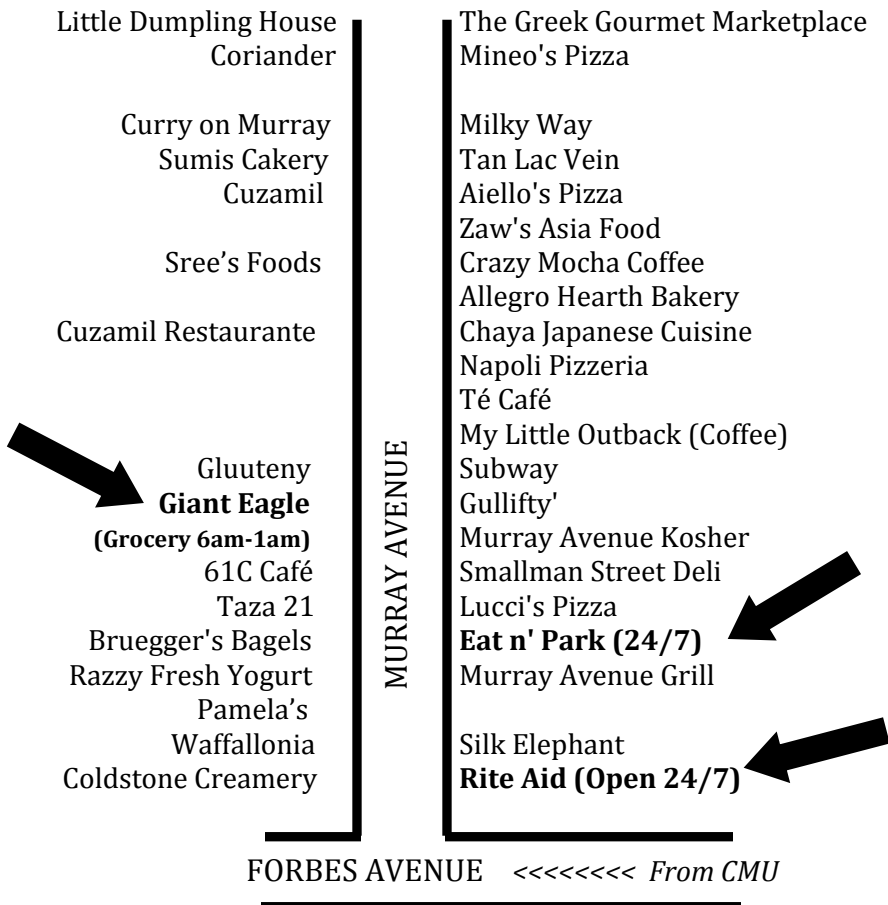 Little Dumpling House
Coriander
Curry on Murray
Sumis Cakery
Cuzamil
Sree’s Foods
Cuzamil Restaurante
Gluuteny
Giant Eagle
(Grocery 6am-1am)
61C Café
Taza 21
Bruegger's Bagels
Razzy Fresh Yogurt
Pamela’s
Waffallonia
Coldstone Creamery
MURRAY AVENUE
The Greek Gourmet Marketplace
Mineo's Pizza
Milky Way
Tan Lac Vein
Aiello's Pizza
Zaw's Asia Food
Crazy Mocha Coffee
Allegro Hearth Bakery
Chaya Japanese Cuisine
Napoli Pizzeria
Té Café
My Little Outback (Coffee)
Subway
Gullifty'
Murray Avenue Kosher
Smallman Street Deli
Lucci's Pizza
Eat n' Park (24/7)
Murray Avenue Grill
Silk Elephant
Rite Aid (Open 24/7)
FORBES AVENUE <<<<<<<< From CMU